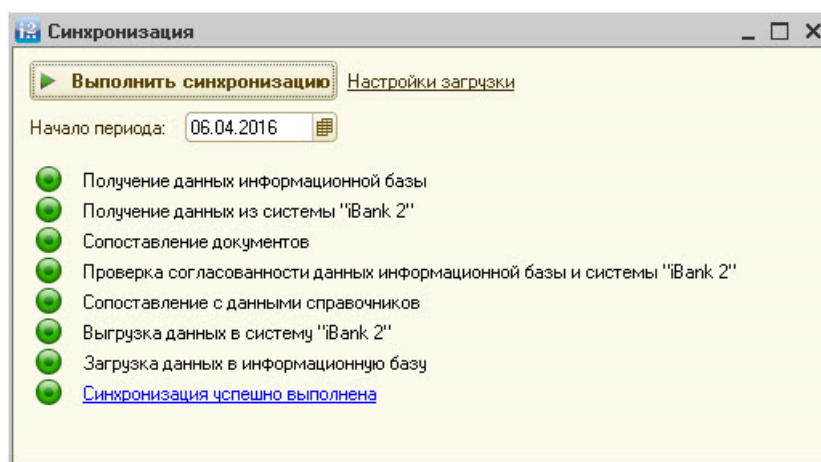 Синхронизация
Выполнить синхронизацию Настройки загрузки
Начало периода: 06.04.2016
Получение данных информационной базы
Получение данных из системы "iBank 2"
Сопоставление документов
Проверка согласованности данных информационной базы и системы "iBank 2"
Сопоставление с данными справочников
Выгрузка данных в систему "iBank 2"
Загрузка данных в информационную базу
Синхронизация успешно выполнена